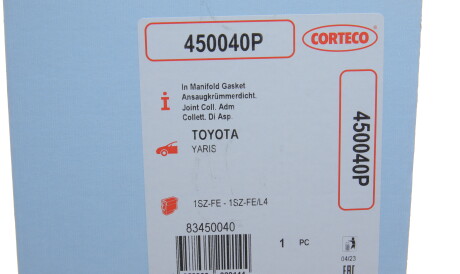 450040P
CORTECO
In Manifold Gasket
Ansaugkrümmerdicht.
Joint Coll. Adm
Collett. Di Asp.
TOYOTA
YARIS
450040P
1SZ-FE - 1SZ-FE/L4
83450040
1 PC
04/23
EAC